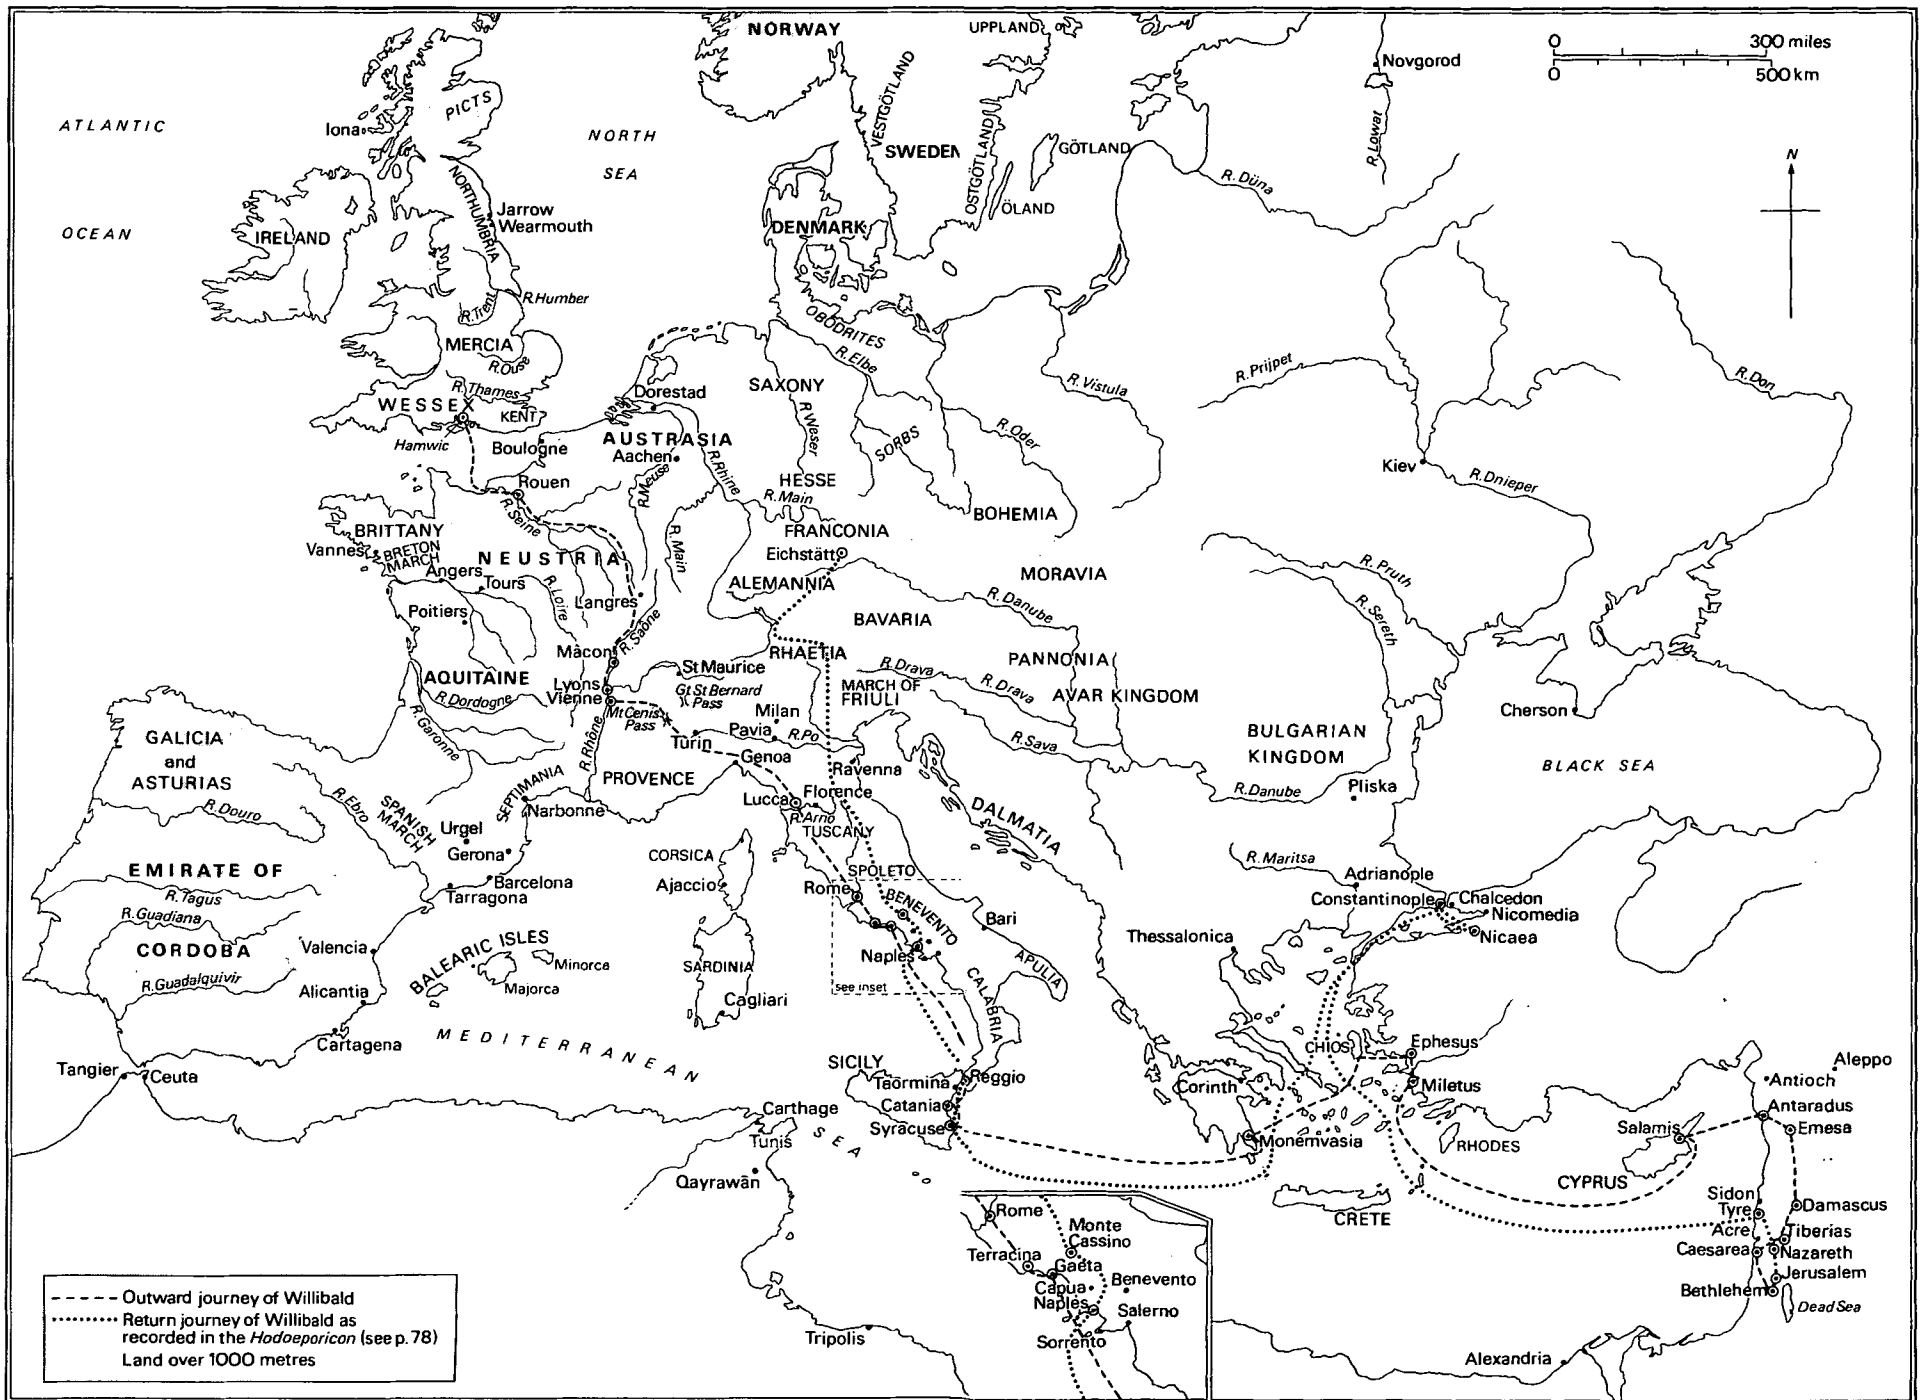 NORWAY
UPPLAND
0 300 miles
0 500 km
Novgorod
ATLANTIC
OCEAN
PICTS
Iona
NORTH
SEA
VESTGÖTLAND
SWEDEN
OSTGÖTLAND
GÖTLAND
ÖLAND
R.Lowat
R.Düna
N
NORTHUMBRIA
Jarrow
Wearmouth
IRELAND
DENMARK
R.Humber
R.Trent
MERCIA
R.Ouse
R.Thames
WESSEX
KENT
Hamwic
OBODRITES
R.Elbe
SAXONY
R Weser
SORBS
R.Vistula
R.Oder
R.Prijpet
R.Don
Dorestad
Boulogne
AUSTRASIA
Aachen
R.Rhine
R.Meuse
HESSE
R.Main
Kiev
R.Dnieper
Rouen
R.Seine
BRITTANY
Vannes
BRETON
MARCH
NEUSTRIA
Angers
Tours
R.Loire
Langres
R.Main
FRANCONIA
Eichstätt
BOHEMIA
ALEMANNIA
MORAVIA
R.Danube
R. Pruth
R.Sereth
Poitiers
BAVARIA
Mâcon
R.Saône
RHAETIA
St Maurice
Gt St Bernard
Pass
PANNONIA
R.Drava
R.Drava
AVAR KINGDOM
MARCH OF
FRIULI
AQUITAINE
R.Dordogne
R.Garonne
Lyons
Vienne
Mt Cenis
Pass
R.Rhône
Milan
Pavia
R.Po
Turin
Genoa
R.Sava
BULGARIAN
KINGDOM
Cherson
BLACK SEA
GALICIA
and
ASTURIAS
R.Douro
R.Ebro
SPANISH
MARCH
SEPTIMANIA
PROVENCE
Narbonne
Ravenna
Lucca
Florence
R.Arno
TUSCANY
DALMATIA
R.Danube
Pliska
Urgel
Gerona
EMIRATE OF
R.Tagus
Barcelona
Tarragona
CORSICA
Ajaccio
SPOLETO
Rome
BENEVENTO
Bari
R.Maritsa
Adrianople
Constantinople
Chalcedon
Nicomedia
Nicaea
R.Guadiana
CORDOBA
R.Guadalquivir
Valencia
BALEARIC ISLES
Minorca
Majorca
Alicantia
SARDINIA
Cagliari
Naples
see inset
APULIA
CALABRIA
Thessalonica
Cartagena
MEDITERRANEAN
SEA
Tangier
Ceuta
SICILY
Taormina
Reggio
Catania
Syracuse
CHIOS
Ephesus
Corinth
Miletus
Monemvasia
Aleppo
Antioch
Antaradus
Emesa
Salamis
RHODES
CYPRUS
Carthage
Tunis
Qayrawān
CRETE
Sidon
Tyre
Acre
Caesarea
Damascus
Tiberias
Nazareth
Jerusalem
Bethlehem
Dead Sea
Rome
Monte
Cassino
Terracina
Gaeta
Capua
Benevento
Naples
Salerno
Sorrento
Tripolis
Alexandria
Outward journey of Willibald
Return journey of Willibald as
recorded in the Hodoeporicon (see p.78)
Land over 1000 metres